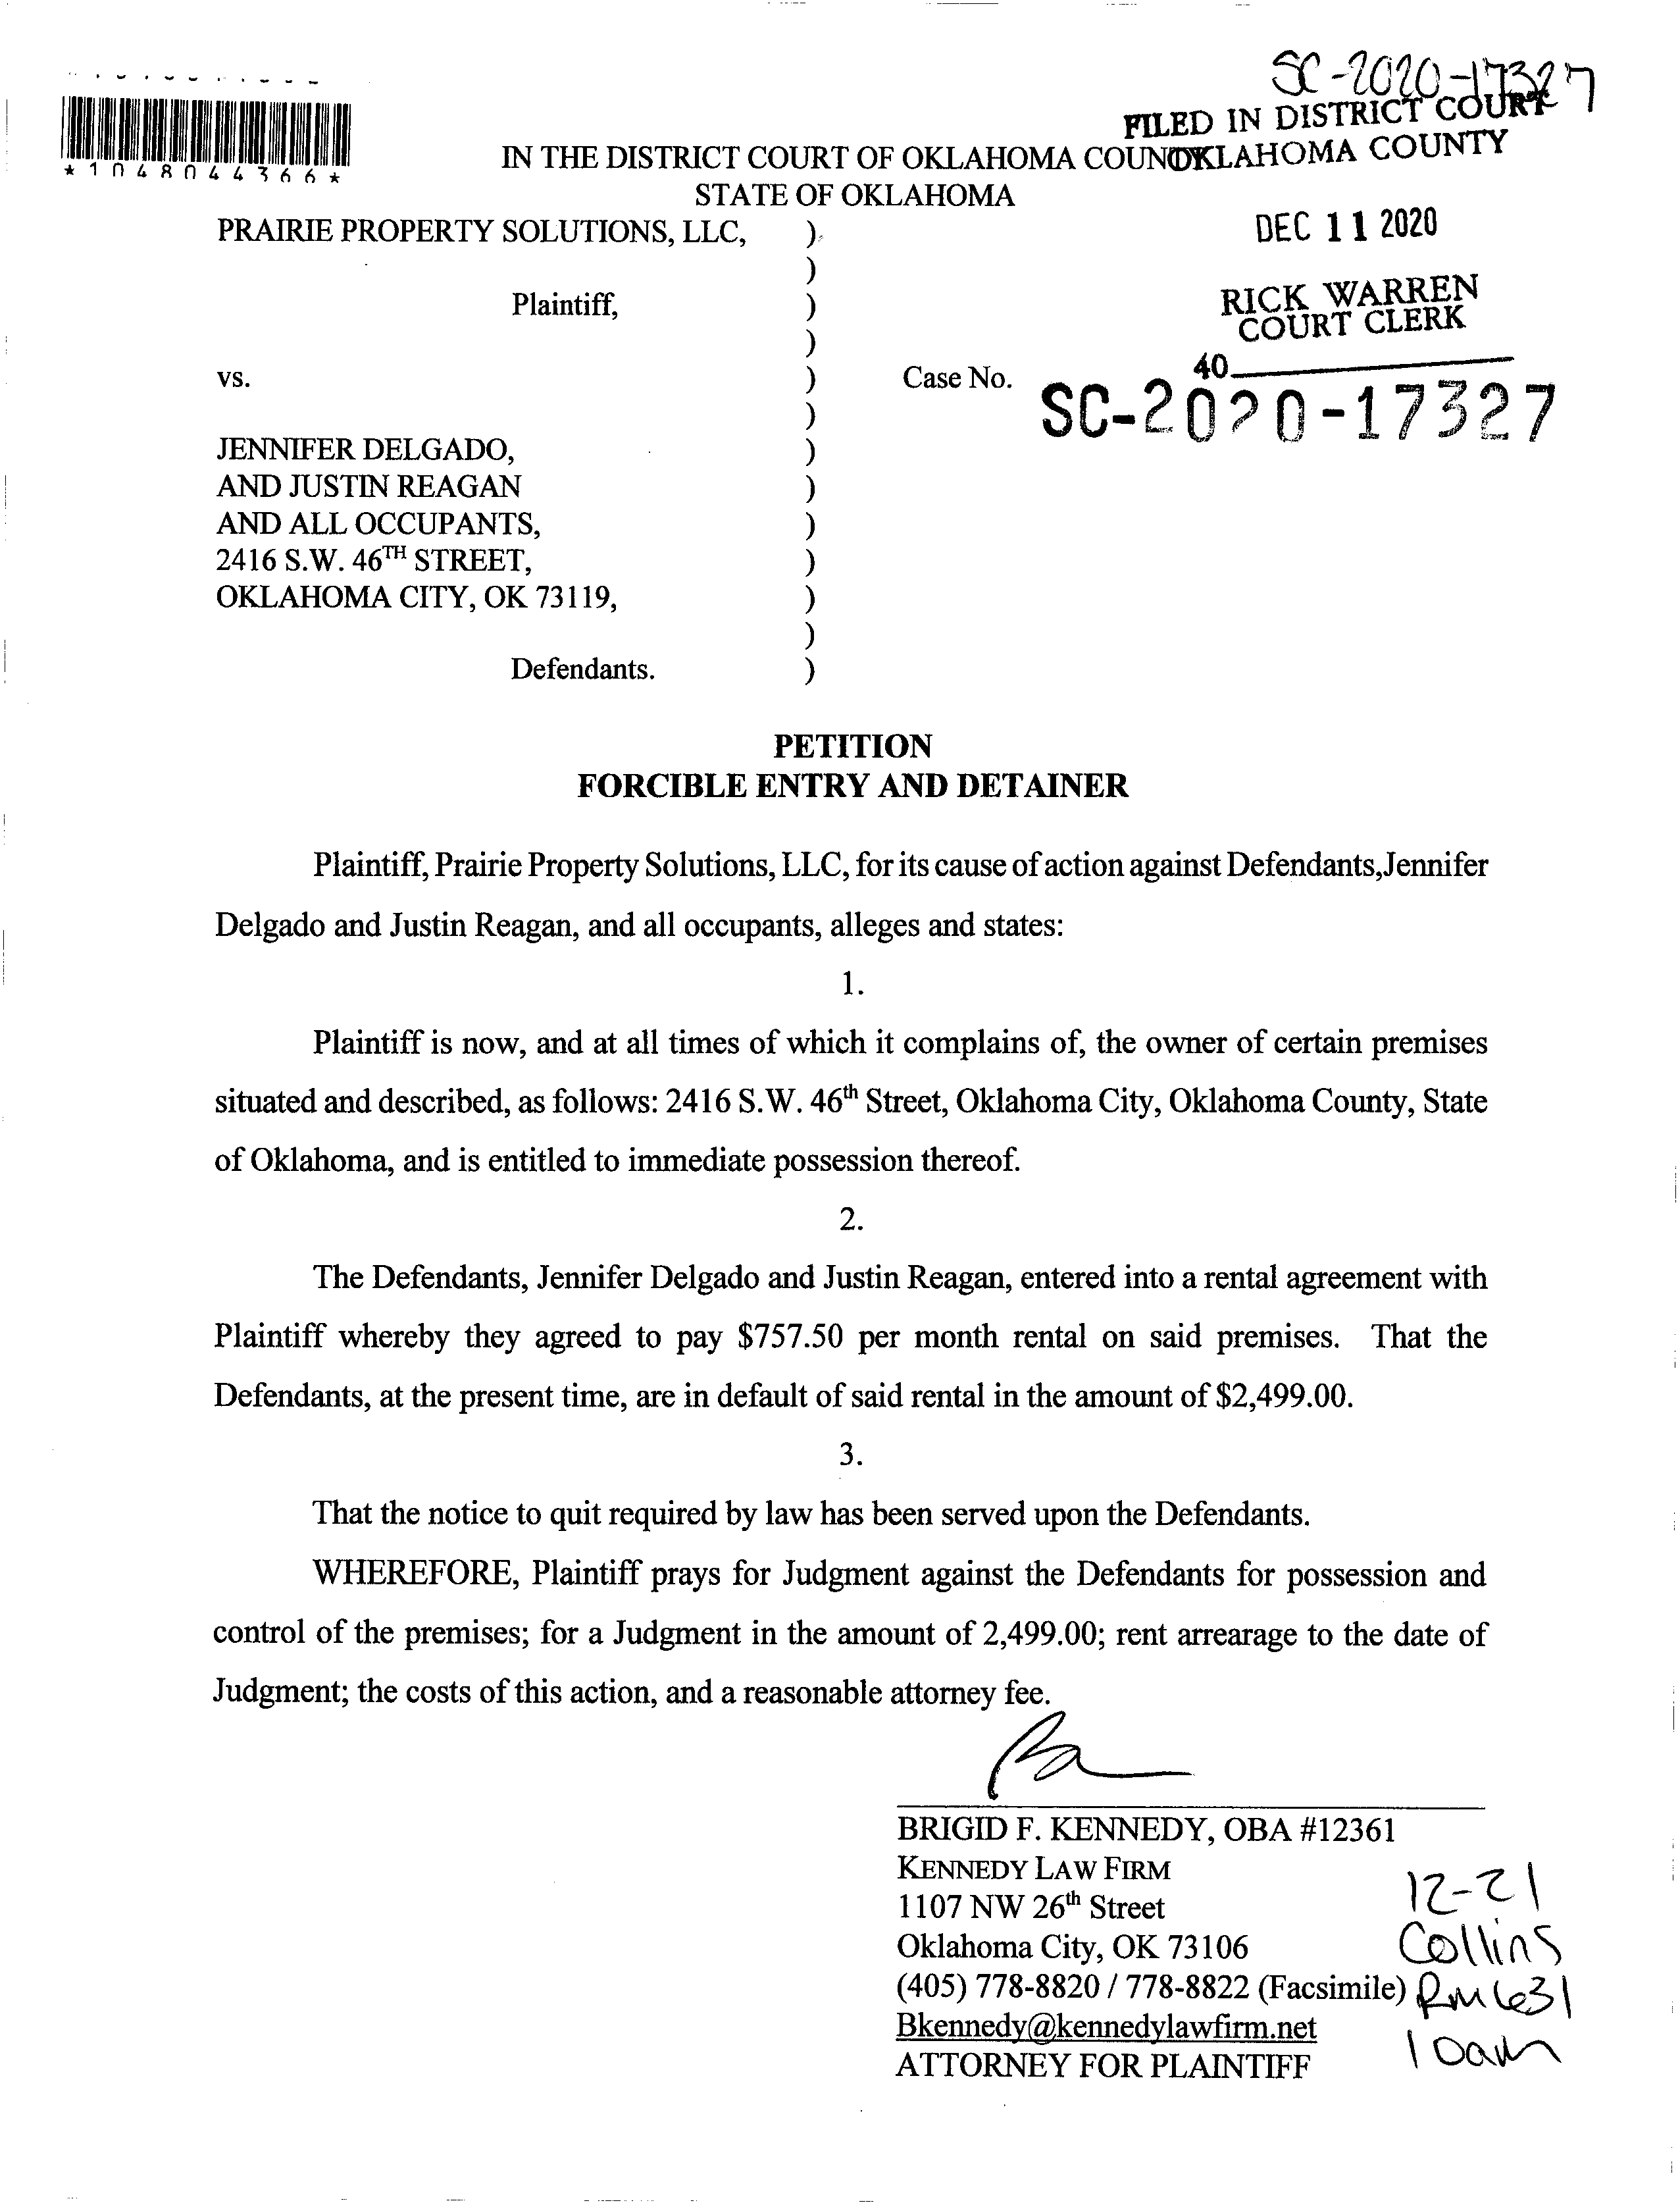 SC-2020-17327
FILED IN DISTRICT COURT
OKLAHOMA COUNTY
*1048044366*
IN THE DISTRICT COURT OF OKLAHOMA COUN
STATE OF OKLAHOMA
DEC 11 2020
RICK WARREN
COURT CLERK
40
PRAIRIE PROPERTY SOLUTIONS, LLC, )
)
Plaintiff, )
)
vs. ) Case No. SC-2020-17327
)
JENNIFER DELGADO, )
AND JUSTIN REAGAN )
AND ALL OCCUPANTS, )
2416 S.W. 46TH STREET, )
OKLAHOMA CITY, OK 73119, )
)
Defendants. )
PETITION
FORCIBLE ENTRY AND DETAINER
Plaintiff, Prairie Property Solutions, LLC, for its cause of action against Defendants,Jennifer
Delgado and Justin Reagan, and all occupants, alleges and states:
1.
Plaintiff is now, and at all times of which it complains of, the owner of certain premises
situated and described, as follows: 2416 S.W. 46th Street, Oklahoma City, Oklahoma County, State
of Oklahoma, and is entitled to immediate possession thereof.
2.
The Defendants, Jennifer Delgado and Justin Reagan, entered into a rental agreement with
Plaintiff whereby they agreed to pay $757.50 per month rental on said premises. That the
Defendants, at the present time, are in default of said rental in the amount of $2,499.00.
3.
That the notice to quit required by law has been served upon the Defendants.
WHEREFORE, Plaintiff prays for Judgment against the Defendants for possession and
control of the premises; for a Judgment in the amount of 2,499.00; rent arrearage to the date of
Judgment; the costs of this action, and a reasonable attorney fee.
BRIGID F. KENNEDY, OBA #12361
KENNEDY LAW FIRM
1107 NW 26th Street
Oklahoma City, OK 73106
(405) 778-8820 / 778-8822 (Facsimile)
Bkennedy@kennedylawfirm.net
ATTORNEY FOR PLAINTIFF
12-21
Collins
Rm 631
10am